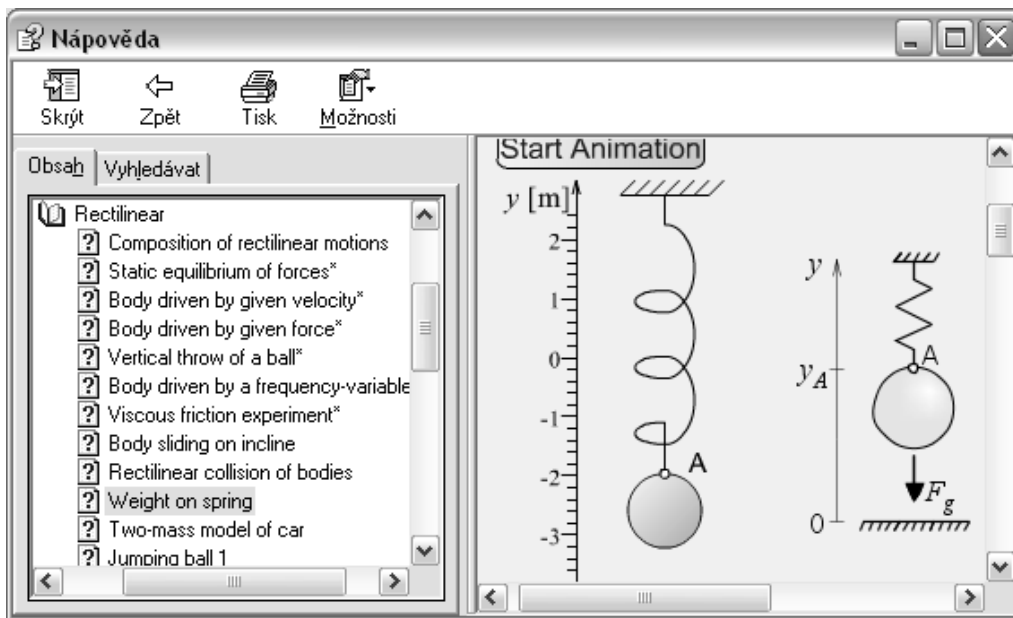 Nápověda
Skrýt Zpět Tisk Možnosti
Obsah Vyhledávat
Rectilinear
Composition of rectilinear motions
Static equilibrium of forces*
Body driven by given velocity*
Body driven by given force*
Vertical throw of a ball*
Body driven by a frequency-variable
Viscous friction experiment*
Body sliding on incline
Rectilinear collision of bodies
Weight on spring
Two-mass model of car
Jumping ball 1
Start Animation
y [m]
2
1
0
-1
-2
-3
A
y
y_A
A
F_g
0